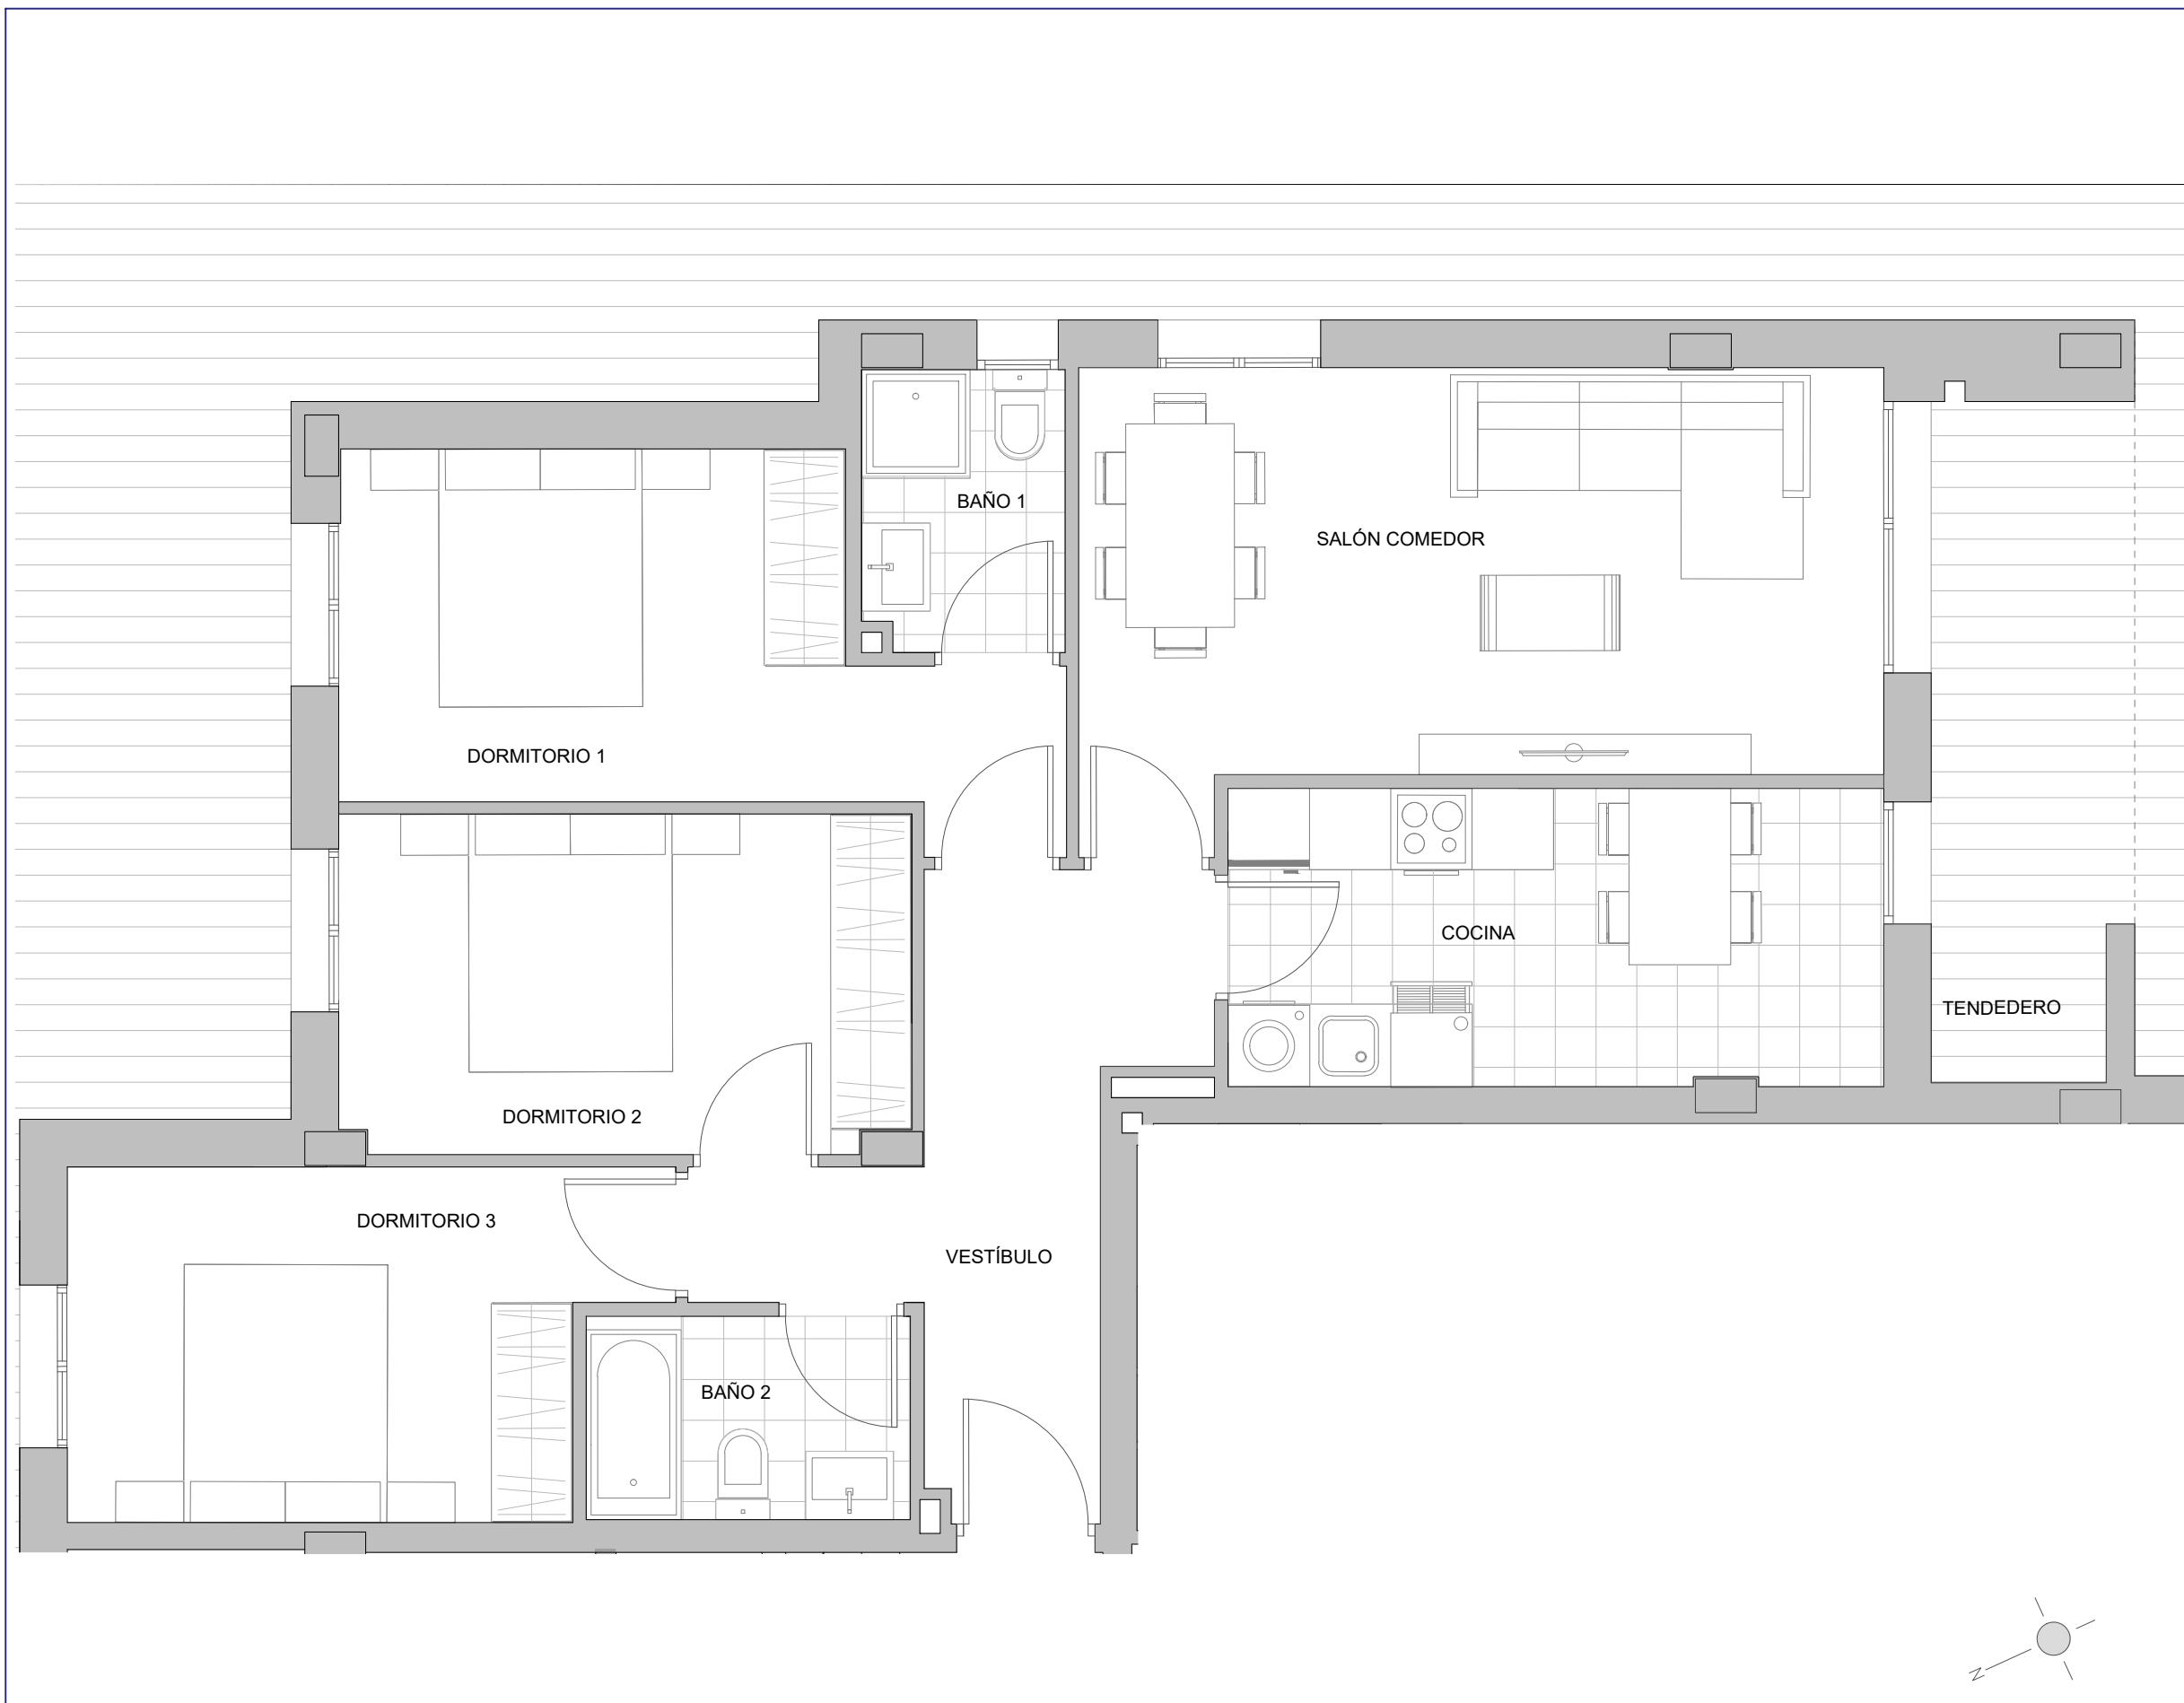 BAÑO 1
SALÓN COMEDOR
DORMITORIO 1
COCINA
TENDEDERO
DORMITORIO 2
DORMITORIO 3
VESTÍBULO
BAÑO 2
N